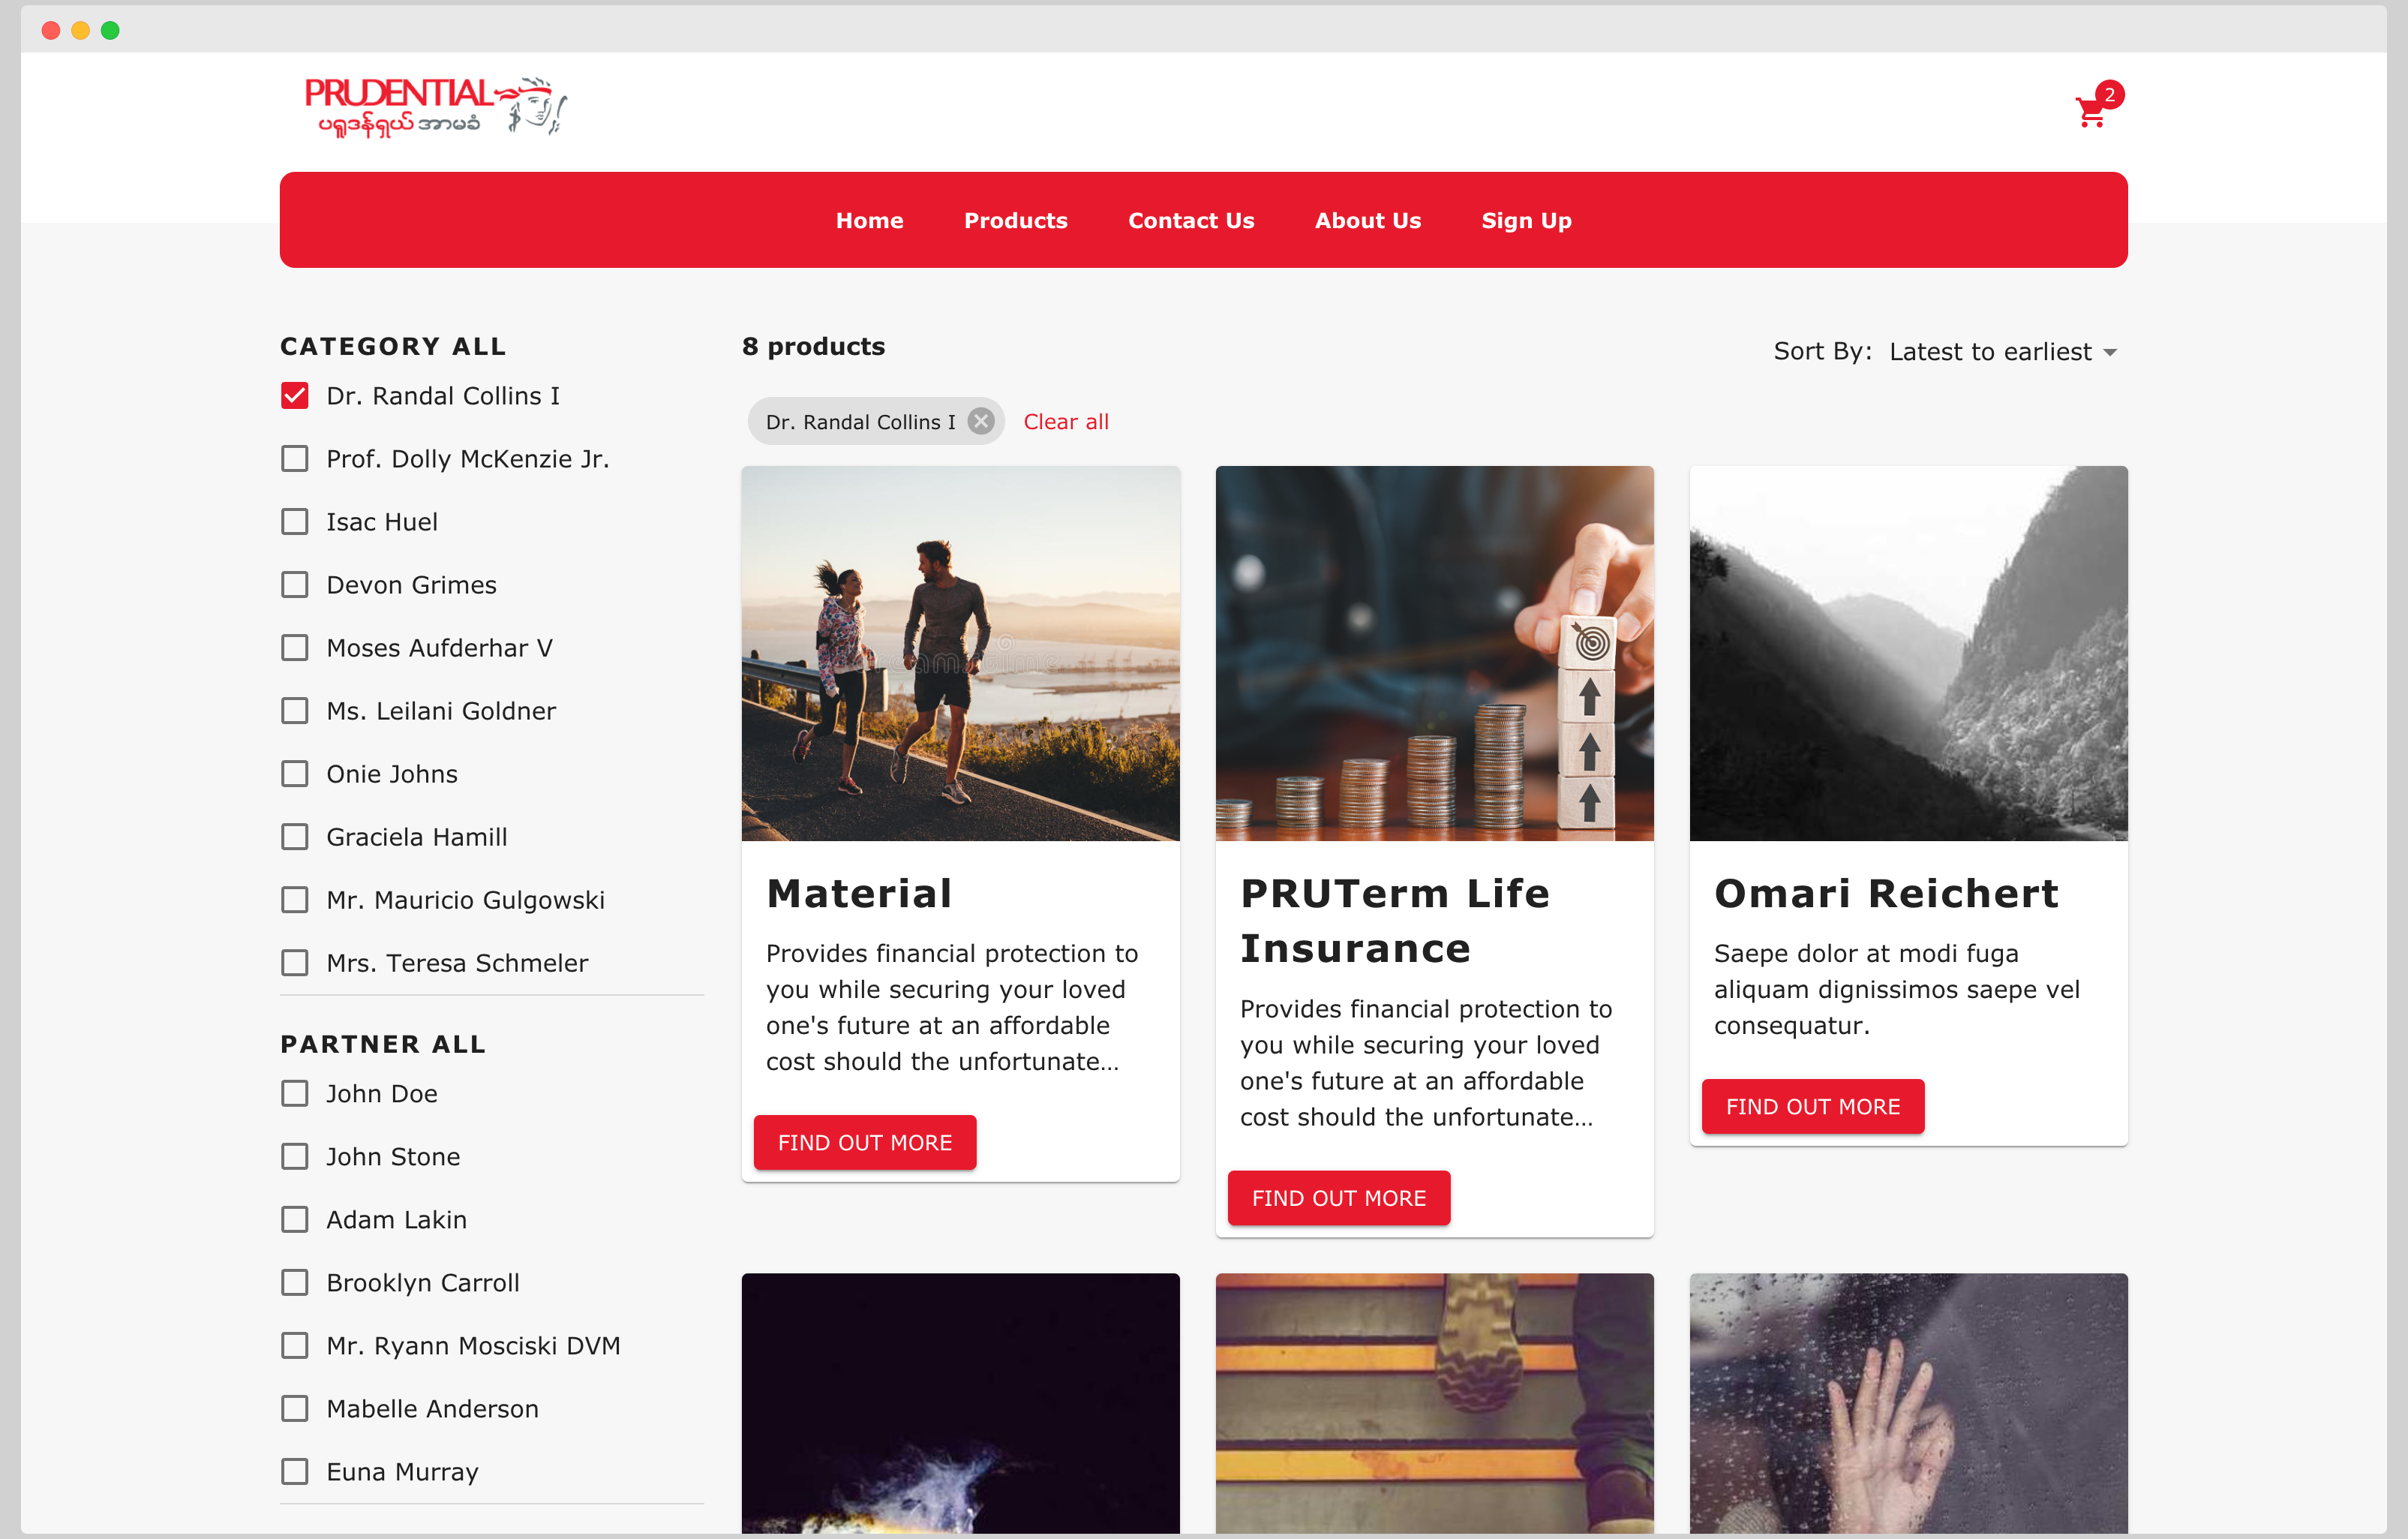 PRUDENTIAL
ပရူဒန်ရှယ် အာမခံ
2
Home Products Contact Us About Us Sign Up
CATEGORY ALL
Dr. Randal Collins I
Prof. Dolly McKenzie Jr.
Isac Huel
Devon Grimes
Moses Aufderhar V
Ms. Leilani Goldner
Onie Johns
Graciela Hamill
Mr. Mauricio Gulgowski
Mrs. Teresa Schmeler
PARTNER ALL
John Doe
John Stone
Adam Lakin
Brooklyn Carroll
Mr. Ryann Mosciski DVM
Mabelle Anderson
Euna Murray
8 products
Sort By: Latest to earliest
Dr. Randal Collins I
Clear all
Material
Provides financial protection to
you while securing your loved
one's future at an affordable
cost should the unfortunate...
FIND OUT MORE
PRUTerm Life
Insurance
Provides financial protection to
you while securing your loved
one's future at an affordable
cost should the unfortunate...
FIND OUT MORE
Omari Reichert
Saepe dolor at modi fuga
aliquam dignissimos saepe vel
consequatur.
FIND OUT MORE